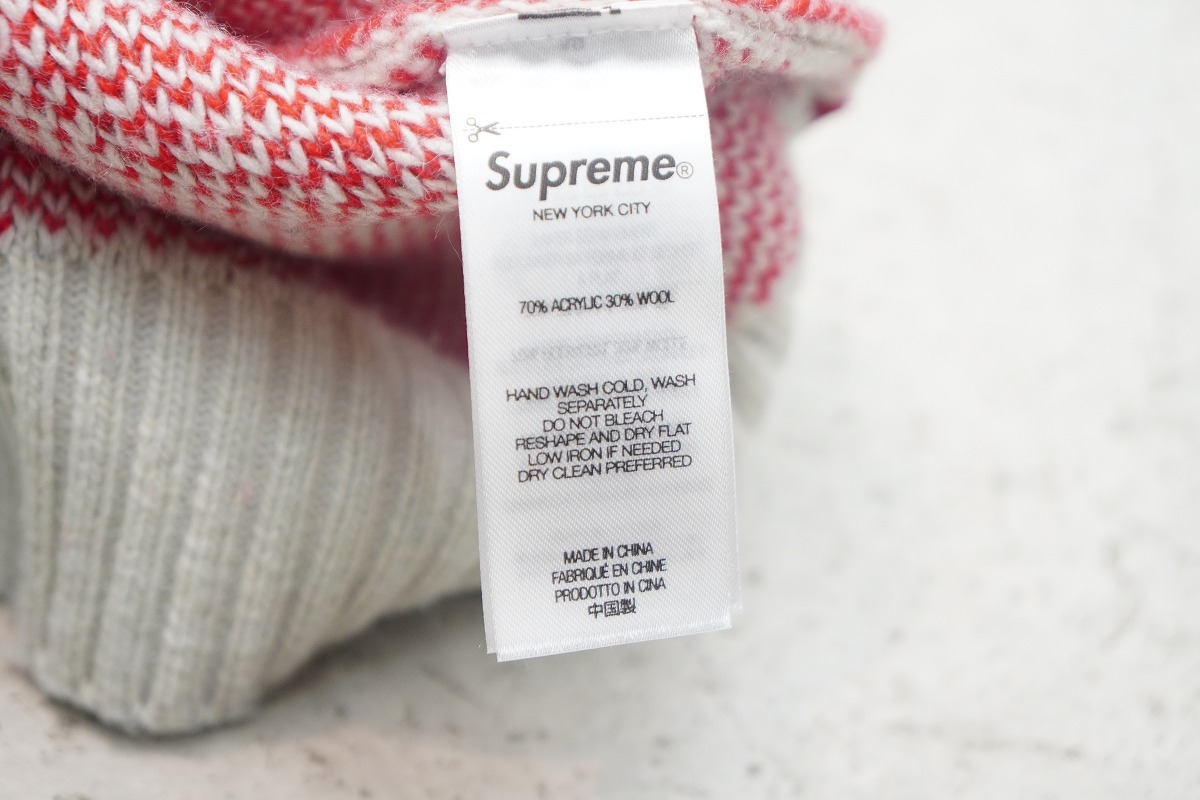 Supreme®
NEW YORK CITY
70% ACRYLIC 30% WOOL
HAND WASH COLD, WASH
SEPARATELY
DO NOT BLEACH
RESHAPE AND DRY FLAT
LOW IRON IF NEEDED
DRY CLEAN PREFERRED
MADE IN CHINA
FABRIQUÉ EN CHINE
PRODOTTO IN CINA
中国製